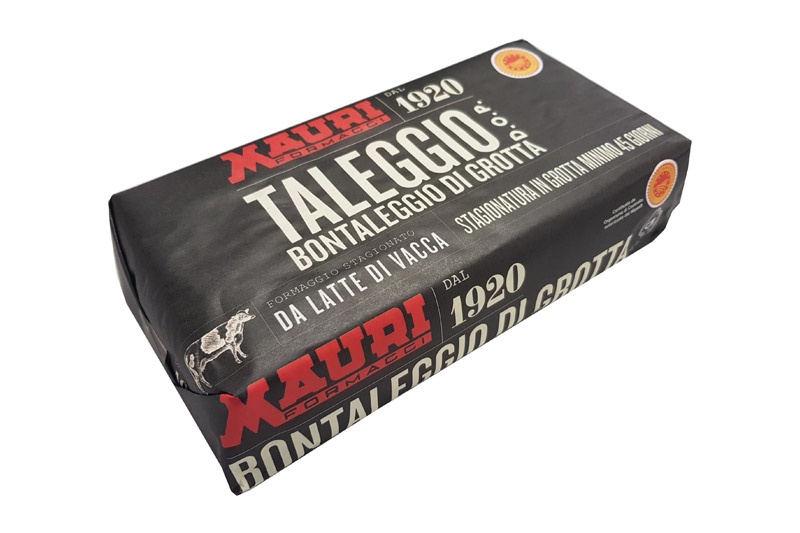 MAURI
FORMAGGI
DAL
1920
TALEGGIO D.O.P.
BONTALEGGIO DI GROTTA
STAGIONATURA IN GROTTA MINIMO 45 GIORNI
FORMAGGIO STAGIONATO
DA LATTE DI VACCA
MAURI
FORMAGGI
DAL
1920
BONTALEGGIO DI GROTTA